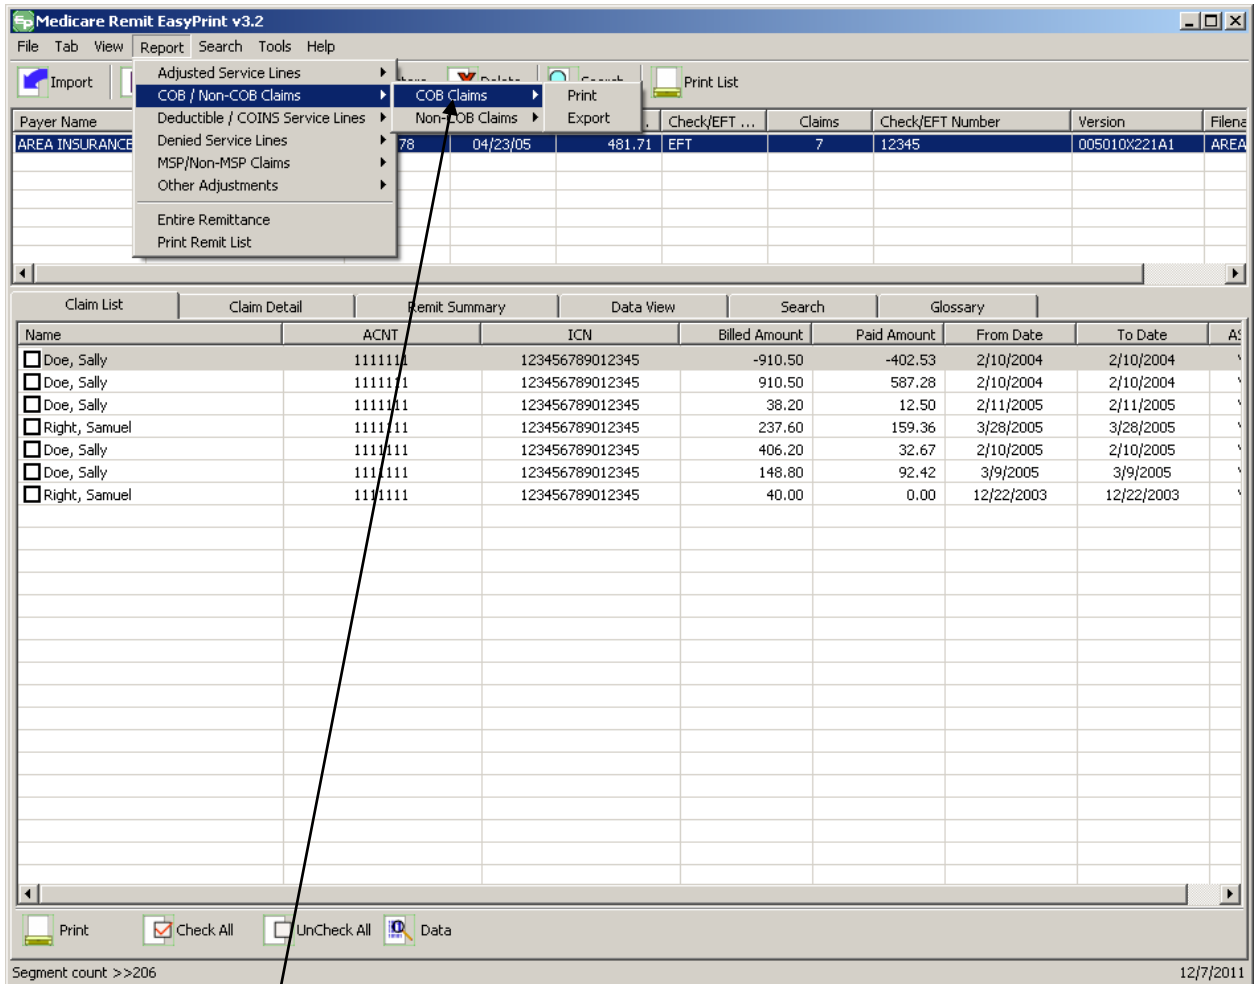 Medicare Remit EasyPrint v3.2
File Tab View Report Search Tools Help
Import Delete Search Print List
Adjusted Service Lines
COB / Non-COB Claims
Deductible / COINS Service Lines
Denied Service Lines
MSP/Non-MSP Claims
Other Adjustments
Entire Remittance
Print Remit List
COB Claims
Non-COB Claims
Print
Export
Payer Name Check/EFT ... Claims Check/EFT Number Version Filena
AREA INSURANCE 78 04/23/05 481.71 EFT 7 12345 005010X221A1 AREA
Claim List Claim Detail Remit Summary Data View Search Glossary
Name ACNT ICN Billed Amount Paid Amount From Date To Date AS
Doe, Sally 1111111 123456789012345 -910.50 -402.53 2/10/2004 2/10/2004
Doe, Sally 1111111 123456789012345 910.50 587.28 2/10/2004 2/10/2004
Doe, Sally 1111111 123456789012345 38.20 12.50 2/11/2005 2/11/2005
Right, Samuel 1111111 123456789012345 237.60 159.36 3/28/2005 3/28/2005
Doe, Sally 1111111 123456789012345 406.20 32.67 2/10/2005 2/10/2005
Doe, Sally 1111111 123456789012345 148.80 92.42 3/9/2005 3/9/2005
Right, Samuel 1111111 123456789012345 40.00 0.00 12/22/2003 12/22/2003
Print Check All UnCheck All Data
Segment count >>206 12/7/2011